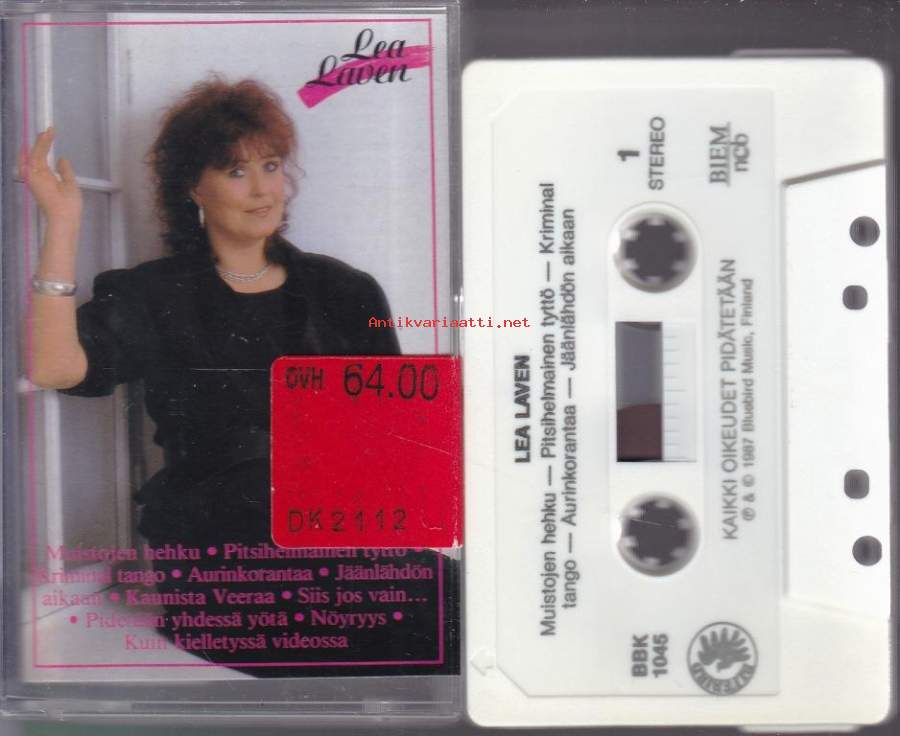 Lea
Laven
Antikvariaatti.net
OVH 64.00
DK2112
Muistojen hehku • Pitsihelmainen tyttö •
Kriminal tango • Aurinkorantaa • Jäänlähdön
aikaan • Kaunista Veeraa • Siis jos vain...
• Pidetään yhdessä yötä • Nöyryys •
Kuin kielletyssä videossa
LEA LAVEN
Muistojen hehku — Pitsihelmainen tyttö — Kriminal
tango — Aurinkorantaa — Jäänlähdön aikaan
1
STEREO
BIEM
ncb
BBK
1045
KAIKKI OIKEUDET PIDÄTETÄÄN
℗ & © 1987 Bluebird Music, Finland
BLUEBIRD